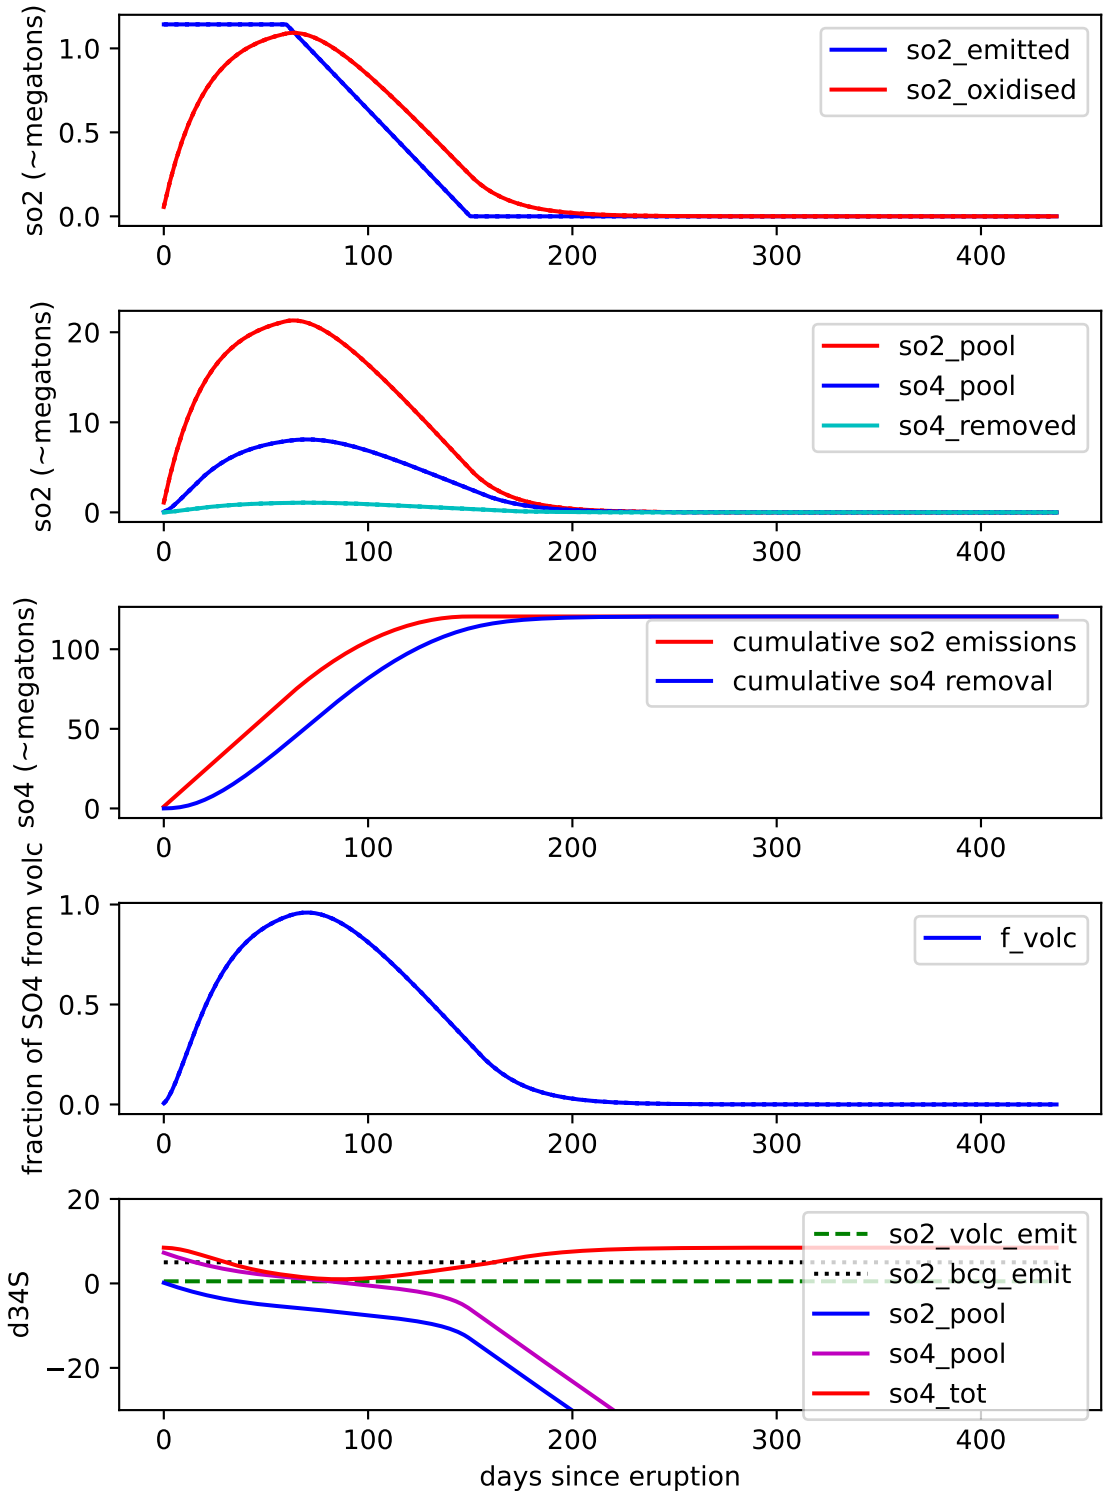 so2 (~megatons)
1.0
0.5
0.0
so2_emitted
so2_oxidised
0 100 200 300 400
so2 (~megatons)
20
10
0
so2_pool
so4_pool
so4_removed
0 100 200 300 400
so4 (~megatons)
100
50
0
cumulative so2 emissions
cumulative so4 removal
0 100 200 300 400
fraction of SO4 from volc
1.0
0.5
0.0
f_volc
0 100 200 300 400
d34S
20
0
−20
so2_volc_emit
so2_bcg_emit
so2_pool
so4_pool
so4_tot
0 100 200 300 400
days since eruption